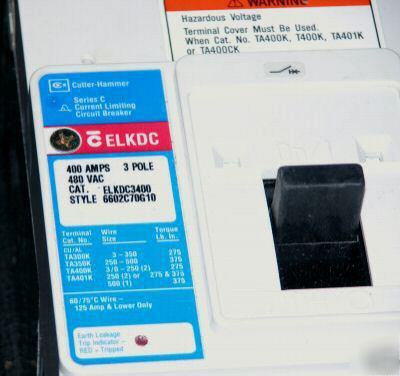 WARNING
Hazardous Voltage
Terminal Cover Must Be Used.
When Cat. No. TA400K, T400K, TA401K
or TA400CK
Cutler-Hammer
Series C
Current Limiting
Circuit Breaker
ELKDC
400 AMPS 3 POLE
480 VAC
CAT. ELKDC3400
STYLE 6602C70G10
Terminal Wire Torque
Cat. No. Size Lb. In.
CU/AL
TA300K 3 – 350 275
TA350K 250 – 500 375
TA400K 3/0 – 250 (2) 275
TA401K 250 (2) or 275 & 375
500 (1) 375
60/75°C Wire –
125 Amp & Lower Only
Earth Leakage
Trip Indicator –
RED = Tripped